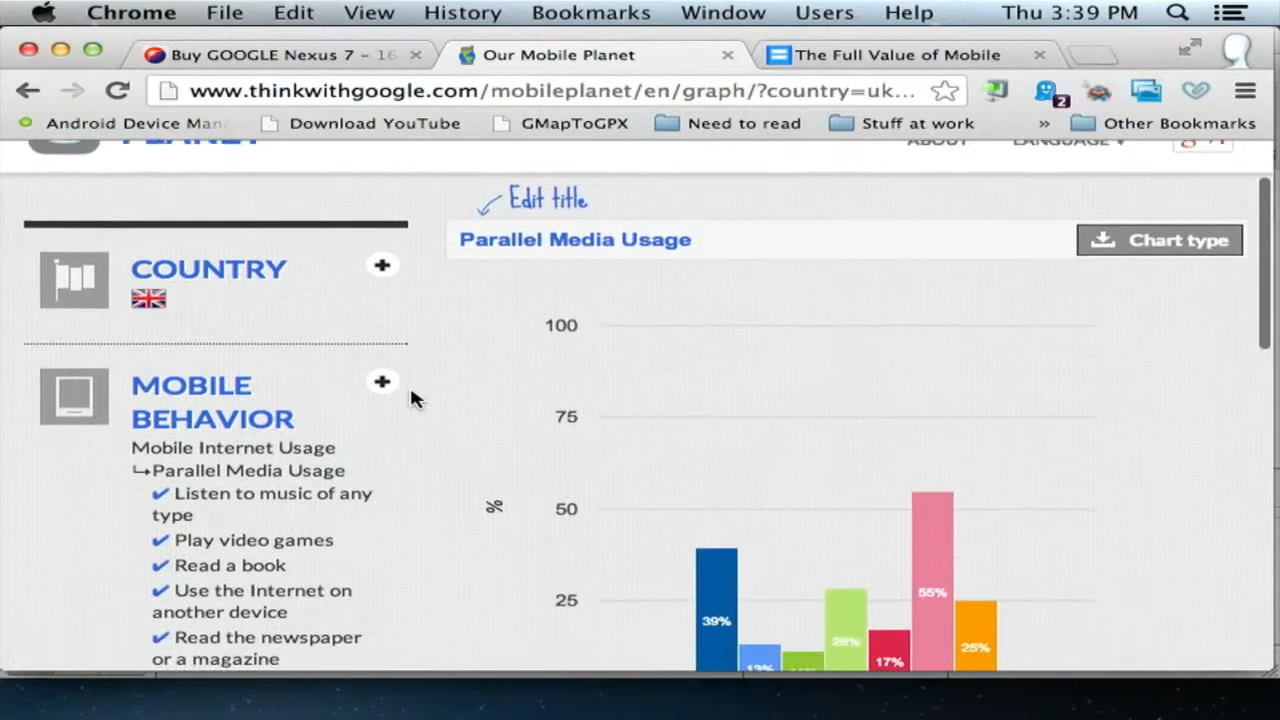 Chrome File Edit View History Bookmarks Window Users Help Thu 3:39 PM
Buy GOOGLE Nexus 7 – 16 Our Mobile Planet The Full Value of Mobile
www.thinkwithgoogle.com/mobileplanet/en/graph/?country=uk...
2
Android Device Man Download YouTube GMapToGPX Need to read Stuff at work » Other Bookmarks
PLANET ABOUT LANGUAGE
Edit title
Parallel Media Usage Chart type
COUNTRY
MOBILE
BEHAVIOR
Mobile Internet Usage
Parallel Media Usage
Listen to music of any
type
Play video games
Read a book
Use the Internet on
another device
Read the newspaper
or a magazine
100
75
50
25
%
39%
13%
28%
17%
55%
25%